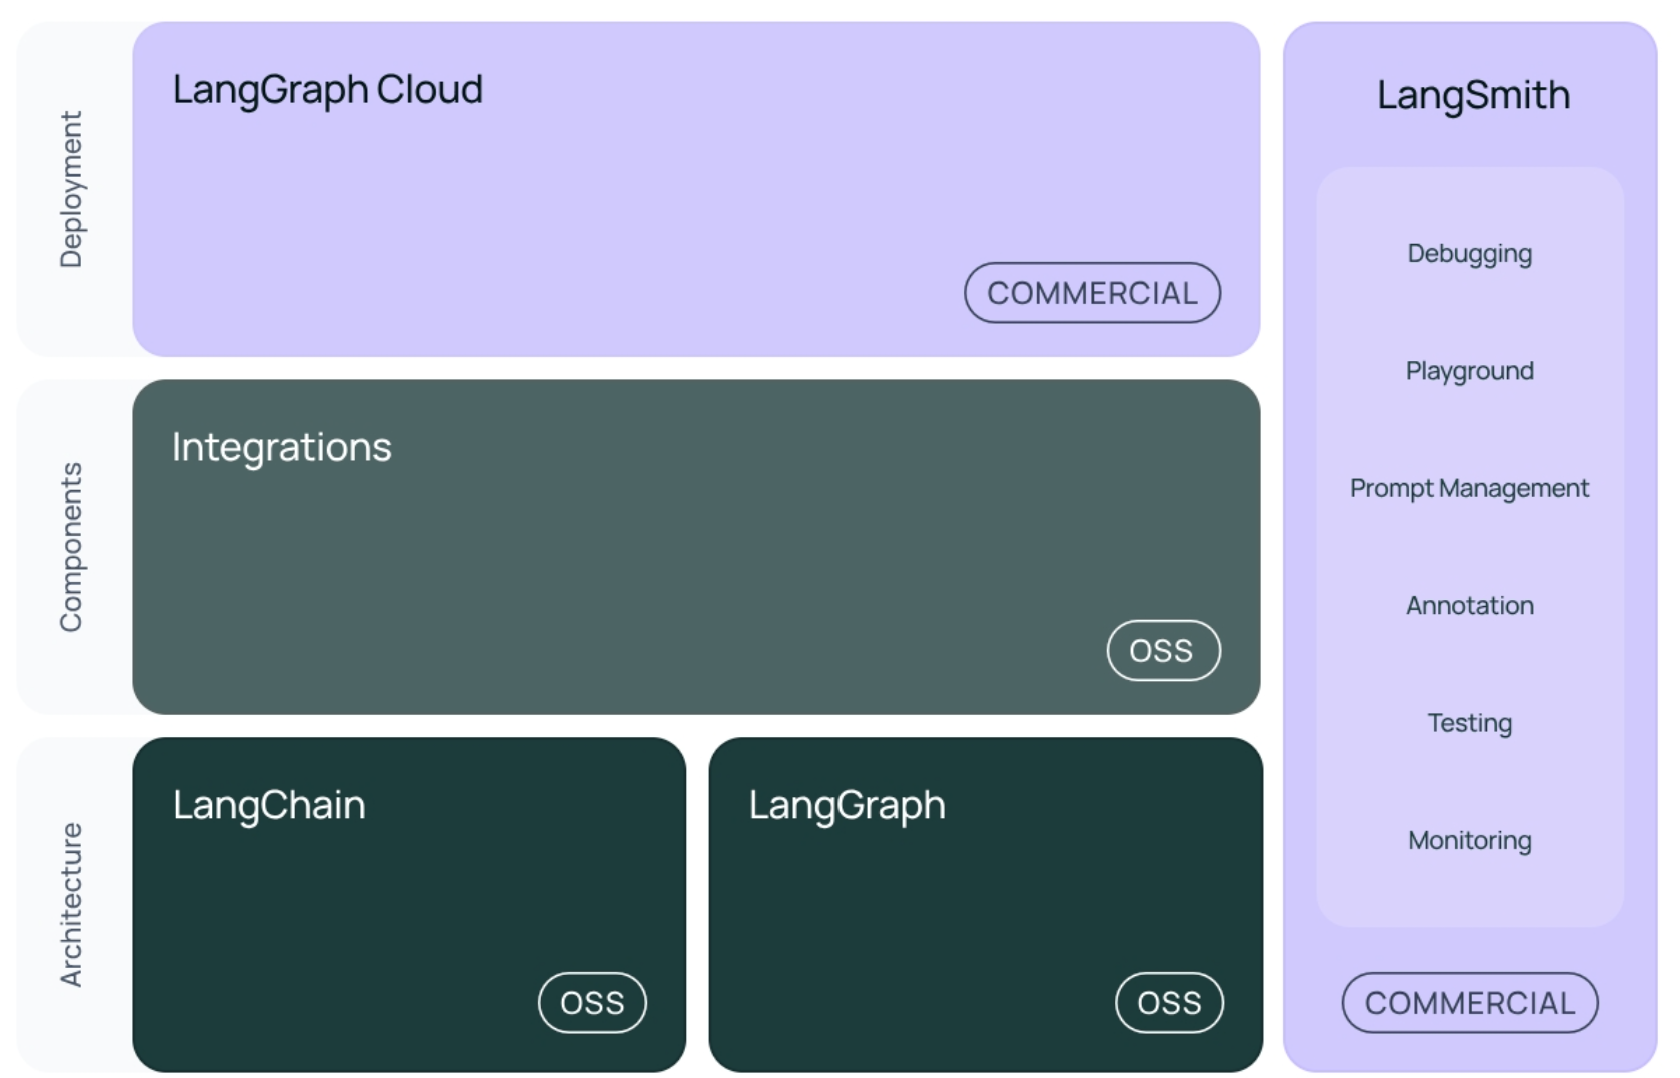 Deployment
LangGraph Cloud
COMMERCIAL
Components
Integrations
OSS
Architecture
LangChain
OSS
LangGraph
OSS
LangSmith
Debugging
Playground
Prompt Management
Annotation
Testing
Monitoring
COMMERCIAL